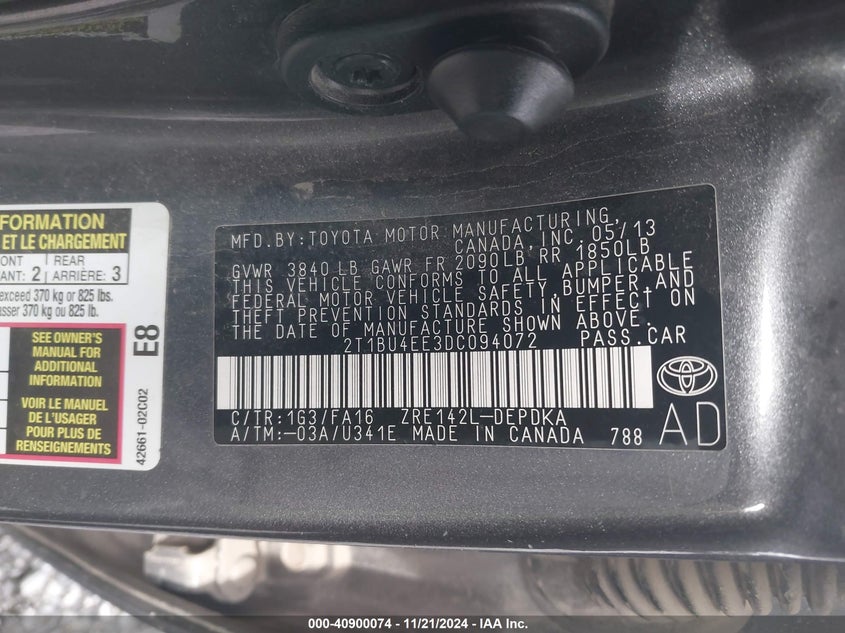 FORMATION
ET LE CHARGEMENT
ONT REAR
ANT: 2 ARRIÈRE: 3
exceed 370 kg or 825 lbs.
asser 370 kg ou 825 lb.
SEE OWNER'S
MANUAL FOR
ADDITIONAL
INFORMATION
VOIR LE MANUEL
DE L'USAGER
POUR PLUS DE
RENSEIGNEMENTS
E8
42661-02C02
MFD.BY:TOYOTA MOTOR MANUFACTURING,
CANADA, INC. 05/13
GVWR 3840 LB GAWR FR 2090LB RR 1850LB
THIS VEHICLE CONFORMS TO ALL APPLICABLE
FEDERAL MOTOR VEHICLE SAFETY, BUMPER, AND
THEFT PREVENTION STANDARDS IN EFFECT ON
THE DATE OF MANUFACTURE SHOWN ABOVE.
2T1BU4EE3DC094072 PASS.CAR
C/TR:1G3/FA16 ZRE142L-DEPDKA
A/TM:-03A/U341E MADE IN CANADA 788
AD
000-40900074 - 11/21/2024 - IAA Inc.